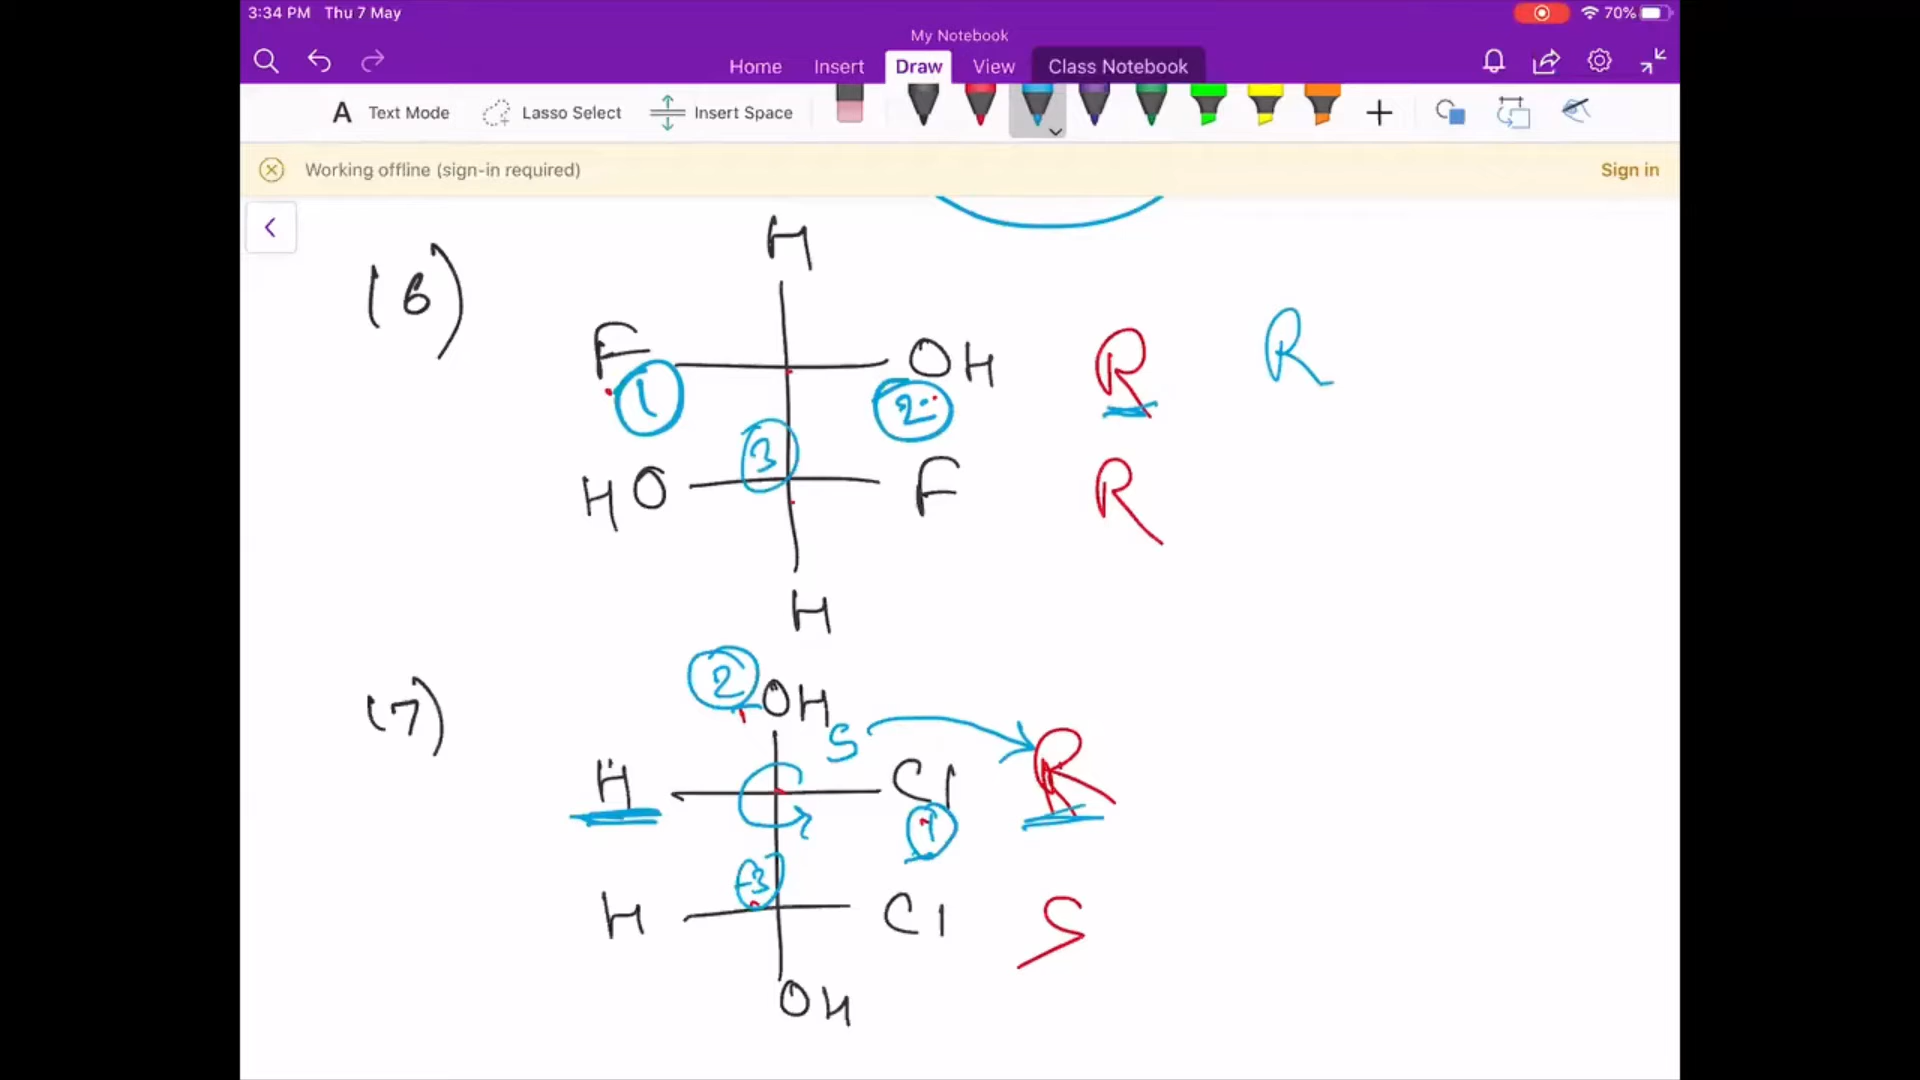 3:34 PM Thu 7 May
70%
My Notebook
Home Insert Draw View Class Notebook
A Text Mode Lasso Select Insert Space
Working offline (sign-in required)
Sign in
H
(6)
F OH R R
1 2
3
HO F R
H
(7)
2 OH
S
H Cl R
1
3
H Cl S
OH